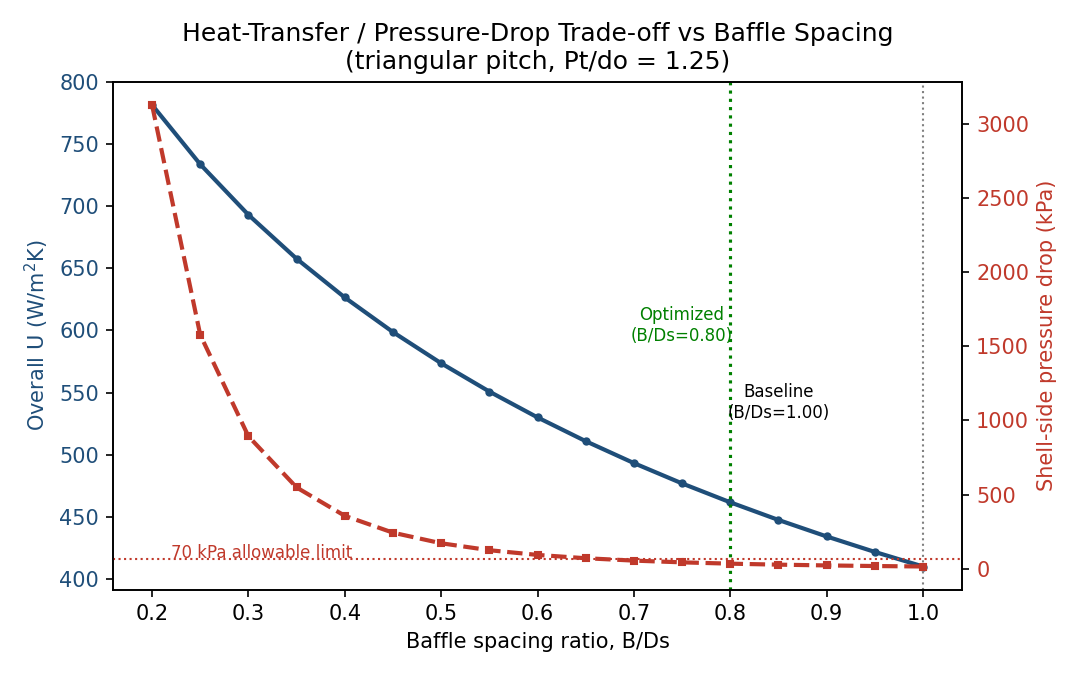 Heat-Transfer / Pressure-Drop Trade-off vs Baffle Spacing
(triangular pitch, Pt/do = 1.25)
Overall U (W/m²K)
800
750
700
650
600
550
500
450
400
Optimized
(B/Ds=0.80)
Baseline
(B/Ds=1.00)
70 kPa allowable limit
3000
2500
2000
1500
1000
500
0
Shell-side pressure drop (kPa)
0.2 0.3 0.4 0.5 0.6 0.7 0.8 0.9 1.0
Baffle spacing ratio, B/Ds